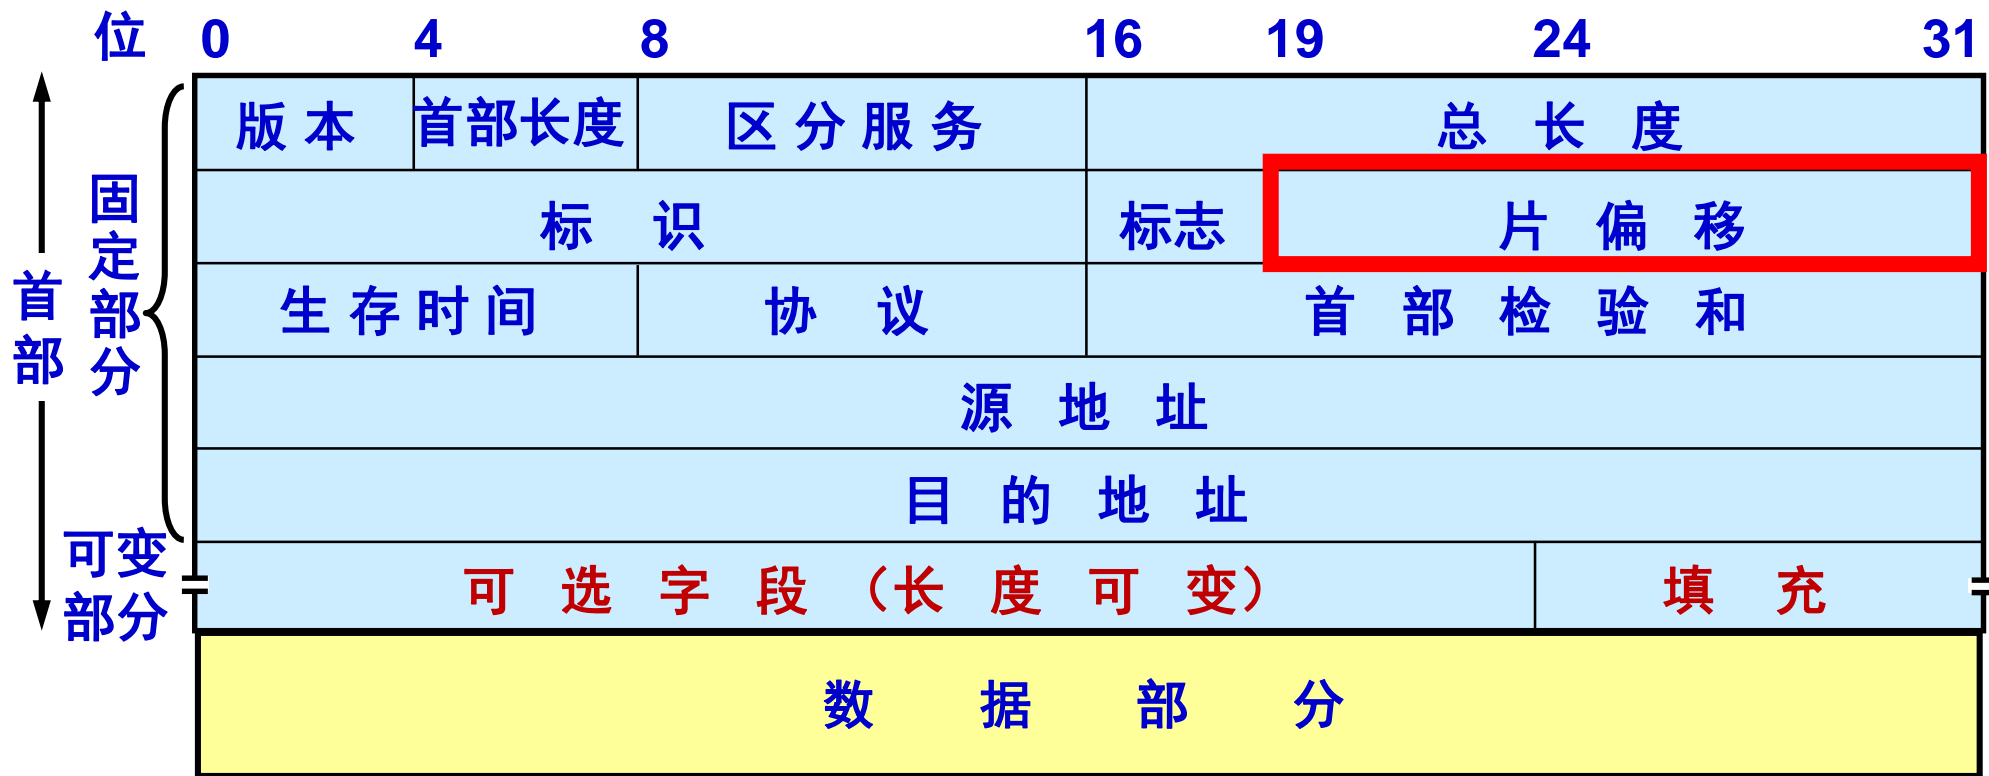 位 0 4 8 16 19 24 31
版本 首部长度 区分服务 总长度
标识 标志 片偏移
生存时间 协议 首部检验和
源地址
目的地址
可选字段（长度可变） 填充
数据部分
首部
固定部分
可变
部分